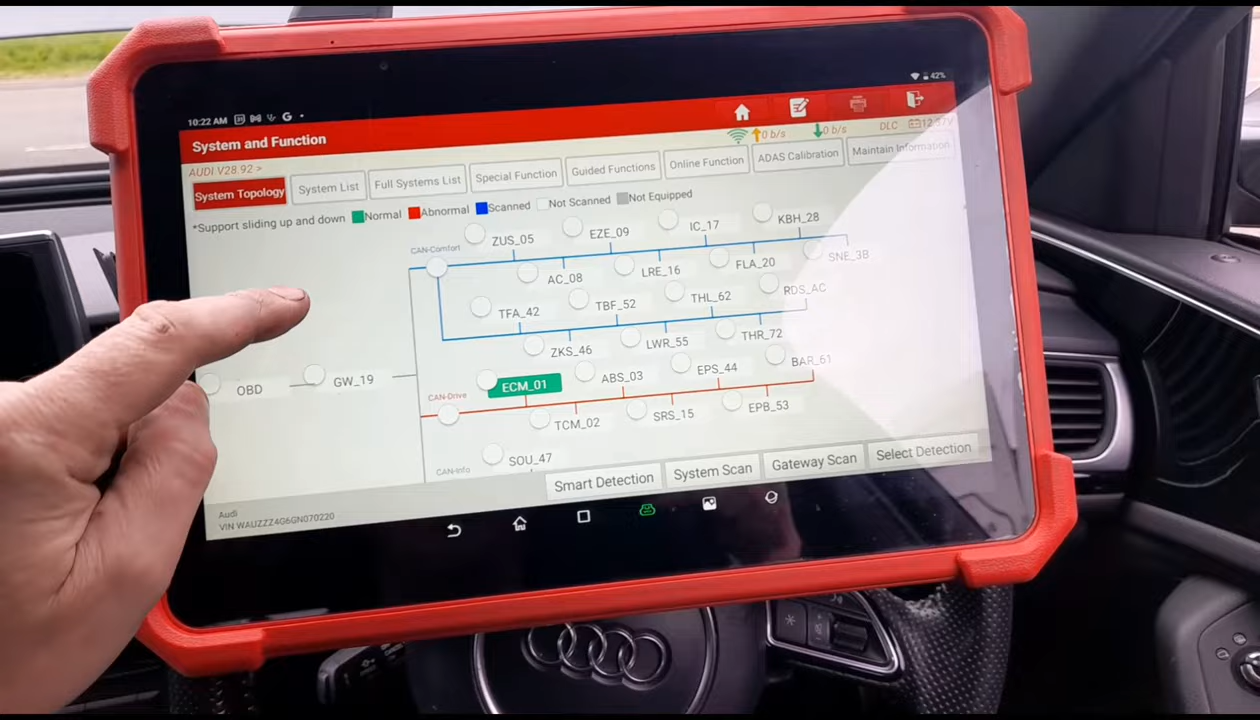 10:22 AM
42%
System and Function
AUDI V28.92 >
0 b/s
0 b/s
DLC
System Topology
System List
Full Systems List
Special Function
Guided Functions
Online Function
ADAS Calibration
Maintain Information
*Support sliding up and down
Normal
Abnormal
Scanned
Not Scanned
Not Equipped
CAN-Comfort
ZUS_05
EZE_09
IC_17
KBH_28
AC_08
LRE_16
FLA_20
SNE_3B
TFA_42
TBF_52
THL_62
RDS_AC
ZKS_46
LWR_55
THR_72
OBD
GW_19
CAN-Drive
ECM_01
ABS_03
EPS_44
BAR_61
TCM_02
SRS_15
EPB_53
CAN-Info
SOU_47
Smart Detection
System Scan
Gateway Scan
Select Detection
Audi
VIN WAUZZZ4G6GN070220